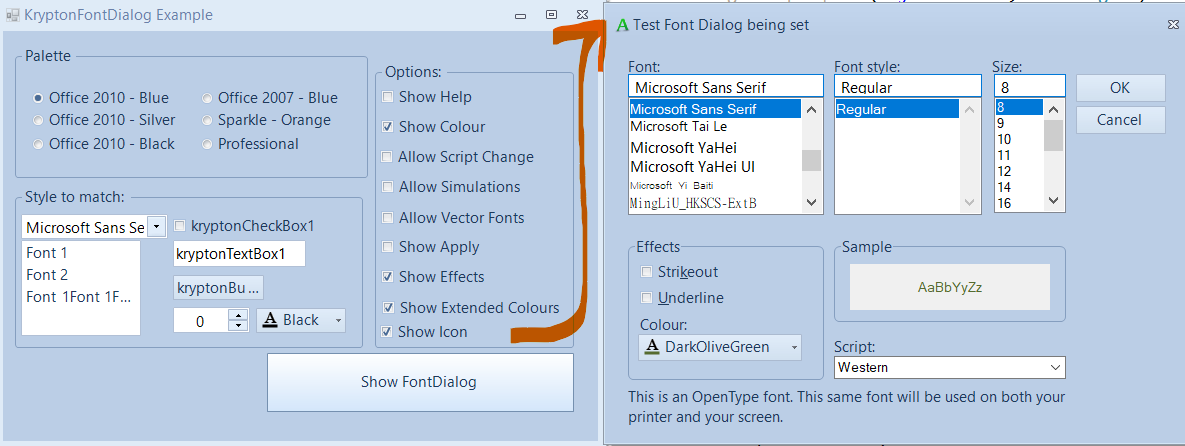 KryptonFontDialog Example
Palette
Office 2010 - Blue
Office 2007 - Blue
Office 2010 - Silver
Sparkle - Orange
Office 2010 - Black
Professional
Style to match:
Microsoft Sans Se
kryptonCheckBox1
Font 1
Font 2
Font 1Font 1F...
kryptonTextBox1
kryptonBu ...
0
A Black
Options:
Show Help
Show Colour
Allow Script Change
Allow Simulations
Allow Vector Fonts
Show Apply
Show Effects
Show Extended Colours
Show Icon
Show FontDialog
A Test Font Dialog being set
Font:
Microsoft Sans Serif
Microsoft Sans Serif
Microsoft Tai Le
Microsoft YaHei
Microsoft YaHei UI
Microsoft Yi Baiti
MingLiU_HKSCS-ExtB
Font style:
Regular
Regular
Size:
8
8
9
10
11
12
14
16
OK
Cancel
Effects
Strikeout
Underline
Colour:
A DarkOliveGreen
Sample
AaBbYyZz
Script:
Western
This is an OpenType font. This same font will be used on both your
printer and your screen.